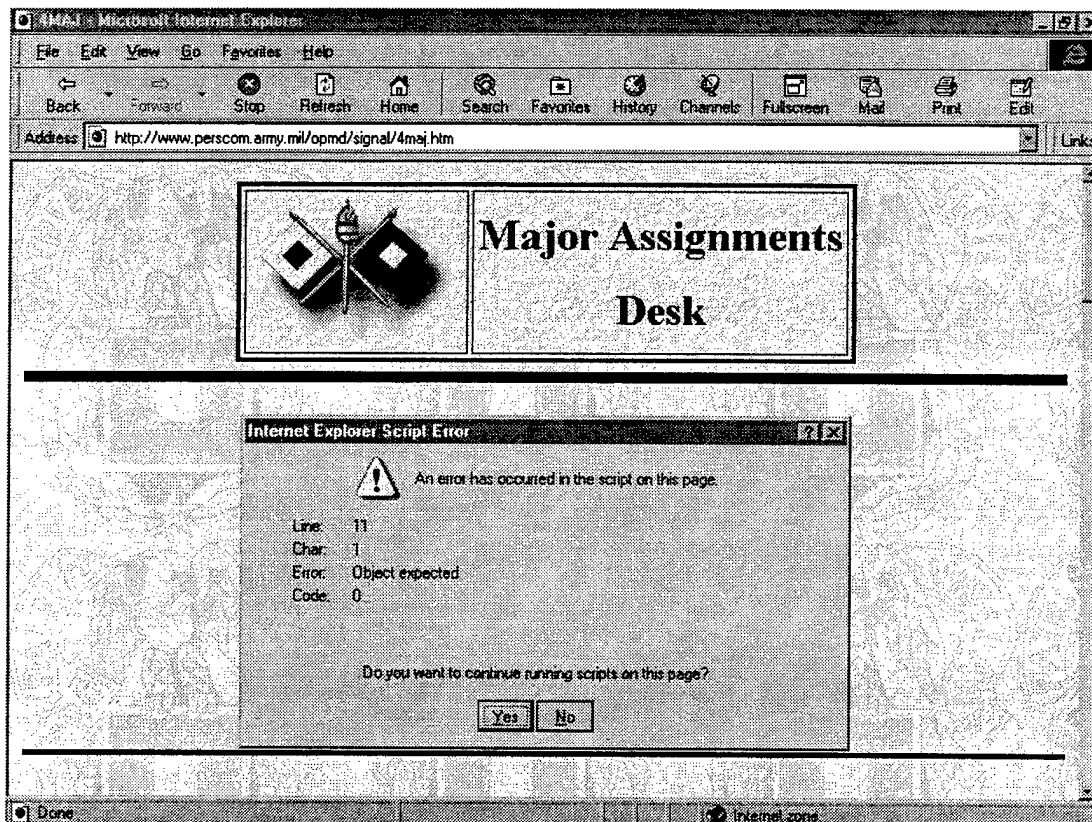 4MAJ - Microsoft Internet Explorer
File Edit View Go Favorites Help
Back Forward Stop Refresh Home Search Favorites History Channels Fullscreen Mail Print Edit
Address http://www.perscom.army.mil/opmd/signal/4maj.htm Links
Major Assignments
Desk
Internet Explorer Script Error
An error has occurred in the script on this page.
Line: 11
Char: 1
Error: Object expected
Code: 0
Do you want to continue running scripts on this page?
Yes No
Done Internet zone